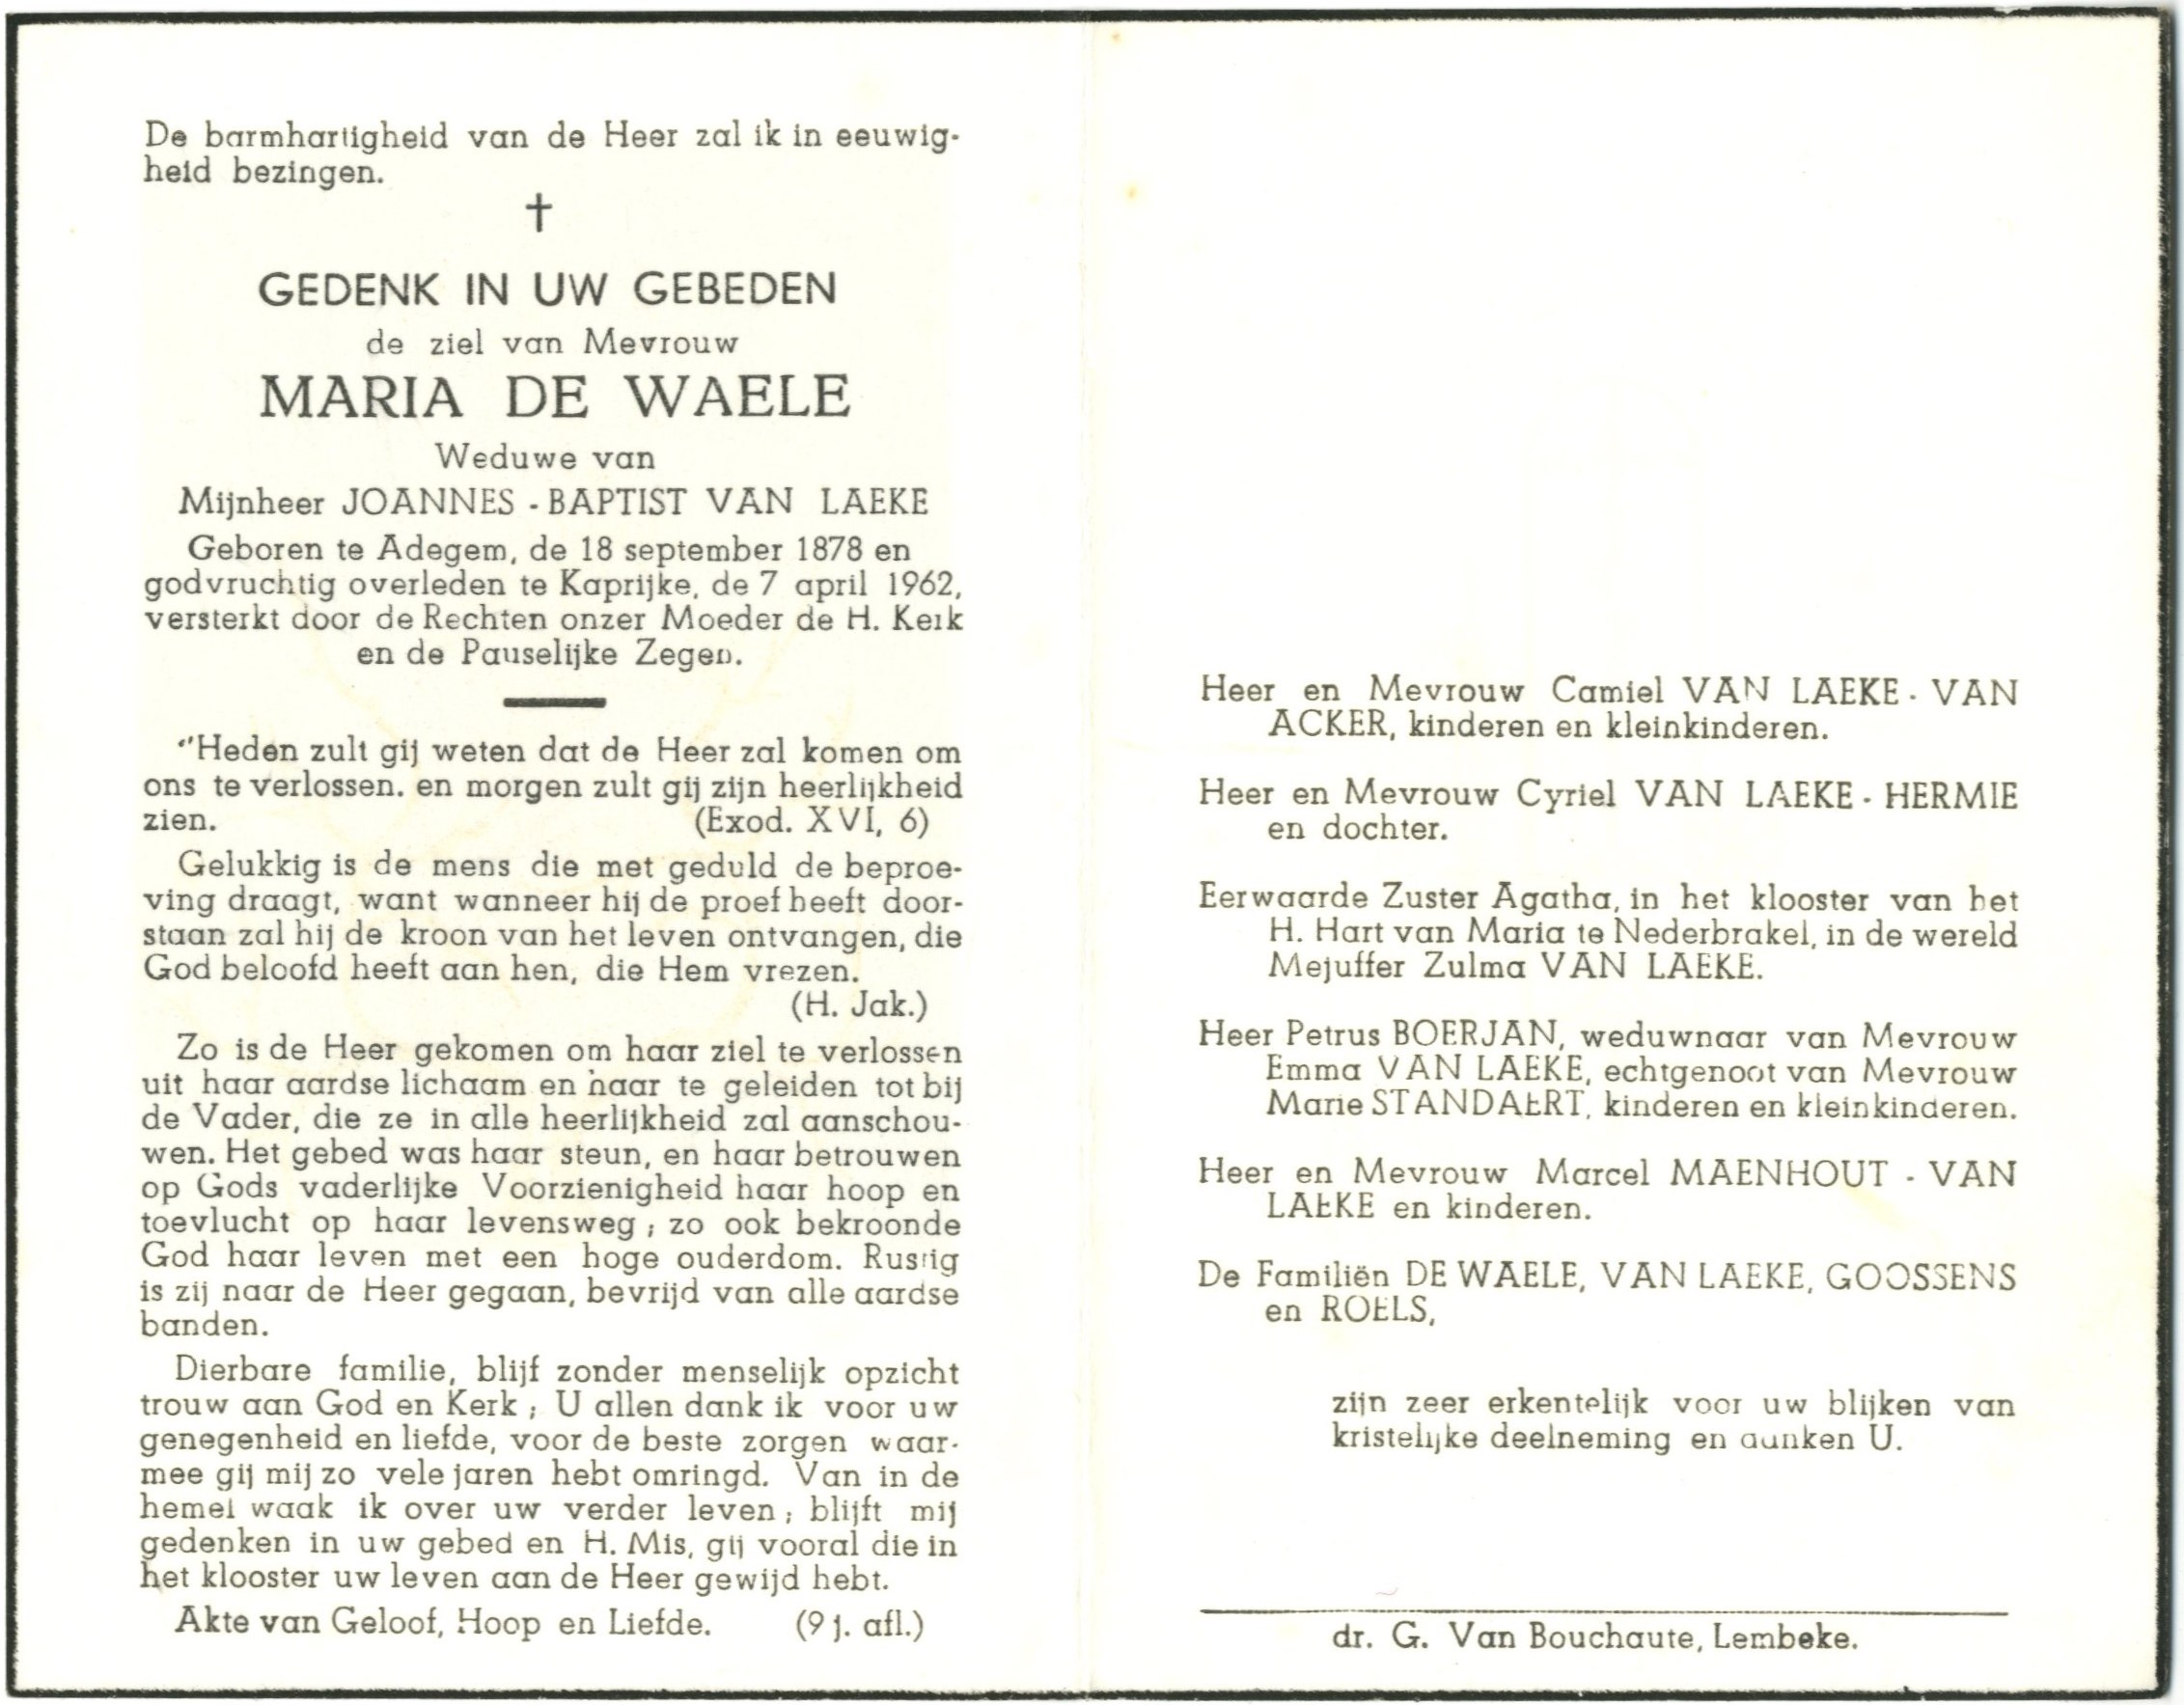 De barmhartigheid van de Heer zal ik in eeuwig-
heid bezingen.
†
GEDENK IN UW GEBEDEN
de ziel van Mevrouw
MARIA DE WAELE
Weduwe van
Mijnheer JOANNES - BAPTIST VAN LAEKE
Geboren te Adegem, de 18 september 1878 en
godvruchtig overleden te Kaprijke, de 7 april 1962,
versterkt door de Rechten onzer Moeder de H. Kerk
en de Pauselijke Zegen.
"Heden zult gij weten dat de Heer zal komen om
ons te verlossen. en morgen zult gij zijn heerlijkheid
zien. (Exod. XVI, 6)
Gelukkig is de mens die met geduld de beproe-
ving draagt, want wanneer hij de proef heeft door-
staan zal hij de kroon van het leven ontvangen, die
God beloofd heeft aan hen, die Hem vrezen.
(H. Jak.)
Zo is de Heer gekomen om haar ziel te verlossen
uit haar aardse lichaam en haar te geleiden tot bij
de Vader, die ze in alle heerlijkheid zal aanschou-
wen. Het gebed was haar steun, en haar betrouwen
op Gods vaderlijke Voorzienigheid haar hoop en
toevlucht op haar levensweg ; zo ook bekroonde
God haar leven met een hoge ouderdom. Rustig
is zij naar de Heer gegaan, bevrijd van alle aardse
banden.
Dierbare familie, blijf zonder menselijk opzicht
trouw aan God en Kerk ; U allen dank ik voor uw
genegenheid en liefde, voor de beste zorgen waar-
mee gij mij zo vele jaren hebt omringd. Van in de
hemel waak ik over uw verder leven ; blijft mij
gedenken in uw gebed en H. Mis, gij vooral die in
het klooster uw leven aan de Heer gewijd hebt.
Akte van Geloof, Hoop en Liefde. (9 j. afl.)
Heer en Mevrouw Camiel VAN LAEKE - VAN
ACKER, kinderen en kleinkinderen.
Heer en Mevrouw Cyriel VAN LAEKE - HERMIE
en dochter.
Eerwaarde Zuster Agatha, in het klooster van het
H. Hart van Maria te Nederbrakel, in de wereld
Mejuffer Zulma VAN LAEKE.
Heer Petrus BOERJAN, weduwnaar van Mevrouw
Emma VAN LAEKE, echtgenoot van Mevrouw
Marie STANDAERT, kinderen en kleinkinderen.
Heer en Mevrouw Marcel MAENHOUT - VAN
LAEKE en kinderen.
De Familiën DE WAELE, VAN LAEKE, GOOSSENS
en ROELS,
zijn zeer erkentelijk voor uw blijken van
kristelijke deelneming en danken U.
dr. G. Van Bouchaute, Lembeke.